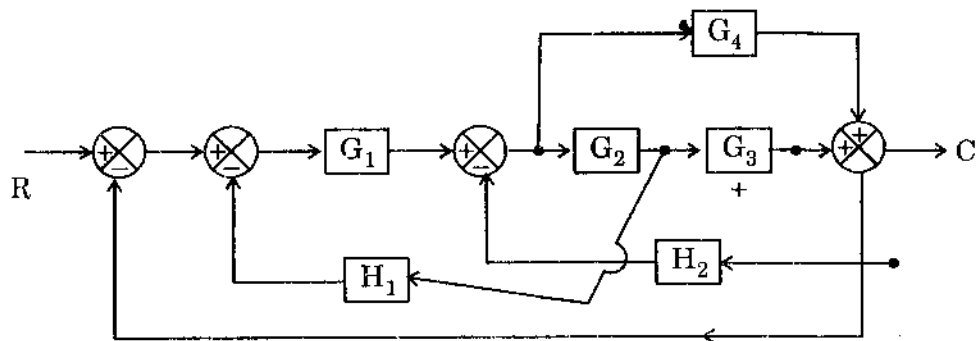 G₄
+ − + − G₁ + − G₂ G₃ + + C
R
+
H₂
H₁